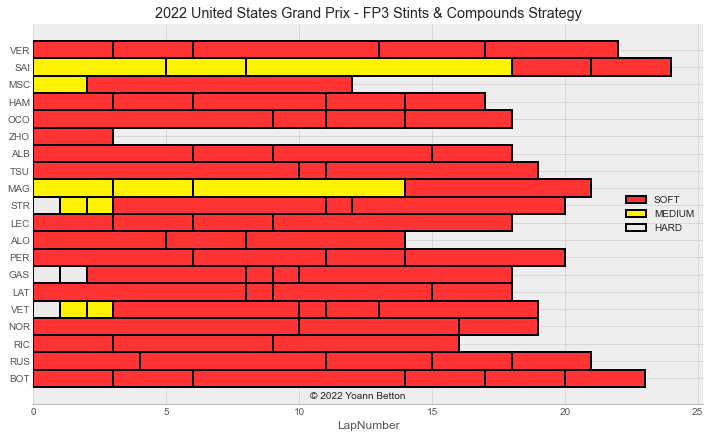 2022 United States Grand Prix - FP3 Stints & Compounds Strategy
VER
SAI
MSC
HAM
OCO
ZHO
ALB
TSU
MAG
STR
LEC
ALO
PER
GAS
LAT
VET
NOR
RIC
RUS
BOT
SOFT
MEDIUM
HARD
© 2022 Yoann Betton
0 5 10 15 20 25
LapNumber